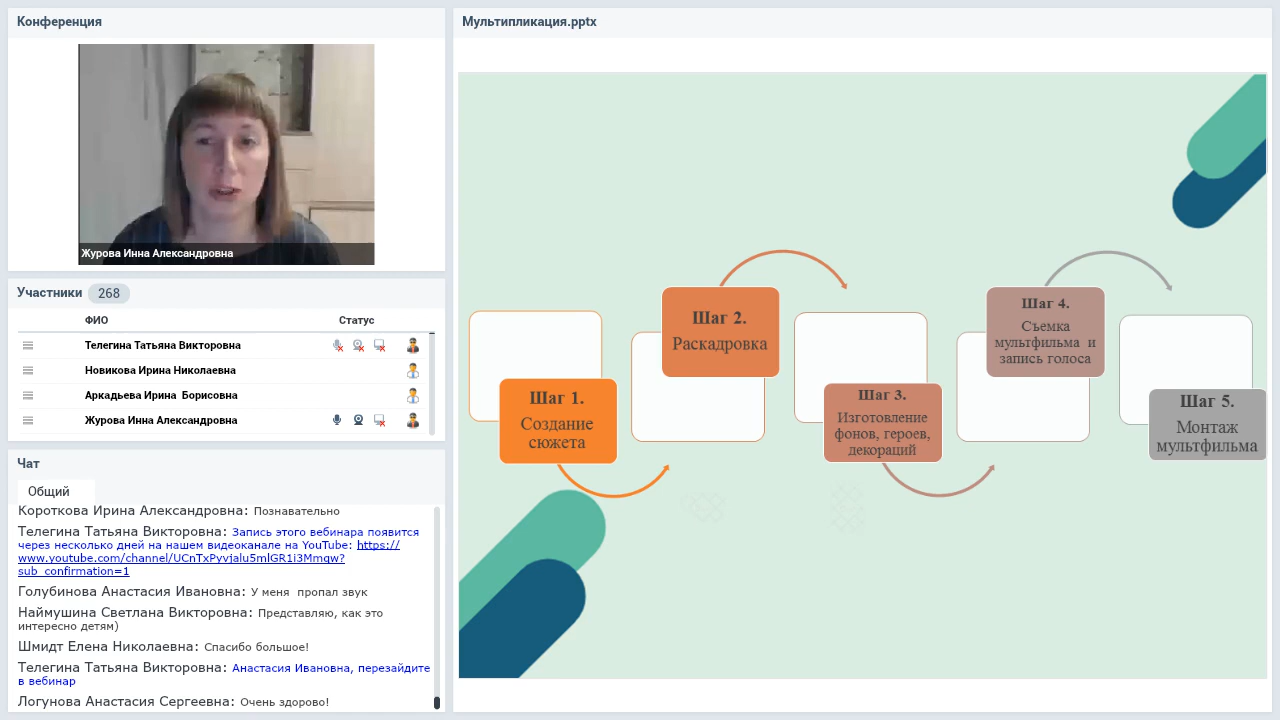 Конференция
Журова Инна Александровна
Участники 268
ФИО Статус
Телегина Татьяна Викторовна
Новикова Ирина Николаевна
Аркадьева Ирина Борисовна
Журова Инна Александровна
Чат
Общий
Короткова Ирина Александровна: Познавательно
Телегина Татьяна Викторовна: Запись этого вебинара появится
через несколько дней на нашем видеоканале на YouTube: https://
www.youtube.com/channel/UCnTxPyvjalu5mlGR1i3Mmqw?
sub_confirmation=1
Голубинова Анастасия Ивановна: У меня пропал звук
Наймушина Светлана Викторовна: Представляю, как это
интересно детям)
Шмидт Елена Николаевна: Спасибо большое!
Телегина Татьяна Викторовна: Анастасия Ивановна, перезайдите
в вебинар
Логунова Анастасия Сергеевна: Очень здорово!
Мультипликация.pptx
Шаг 1.
Создание
сюжета
Шаг 2.
Раскадровка
Шаг 3.
Изготовление
фонов, героев,
декораций
Шаг 4.
Съемка
мультфильма и
запись голоса
Шаг 5.
Монтаж
мультфильма